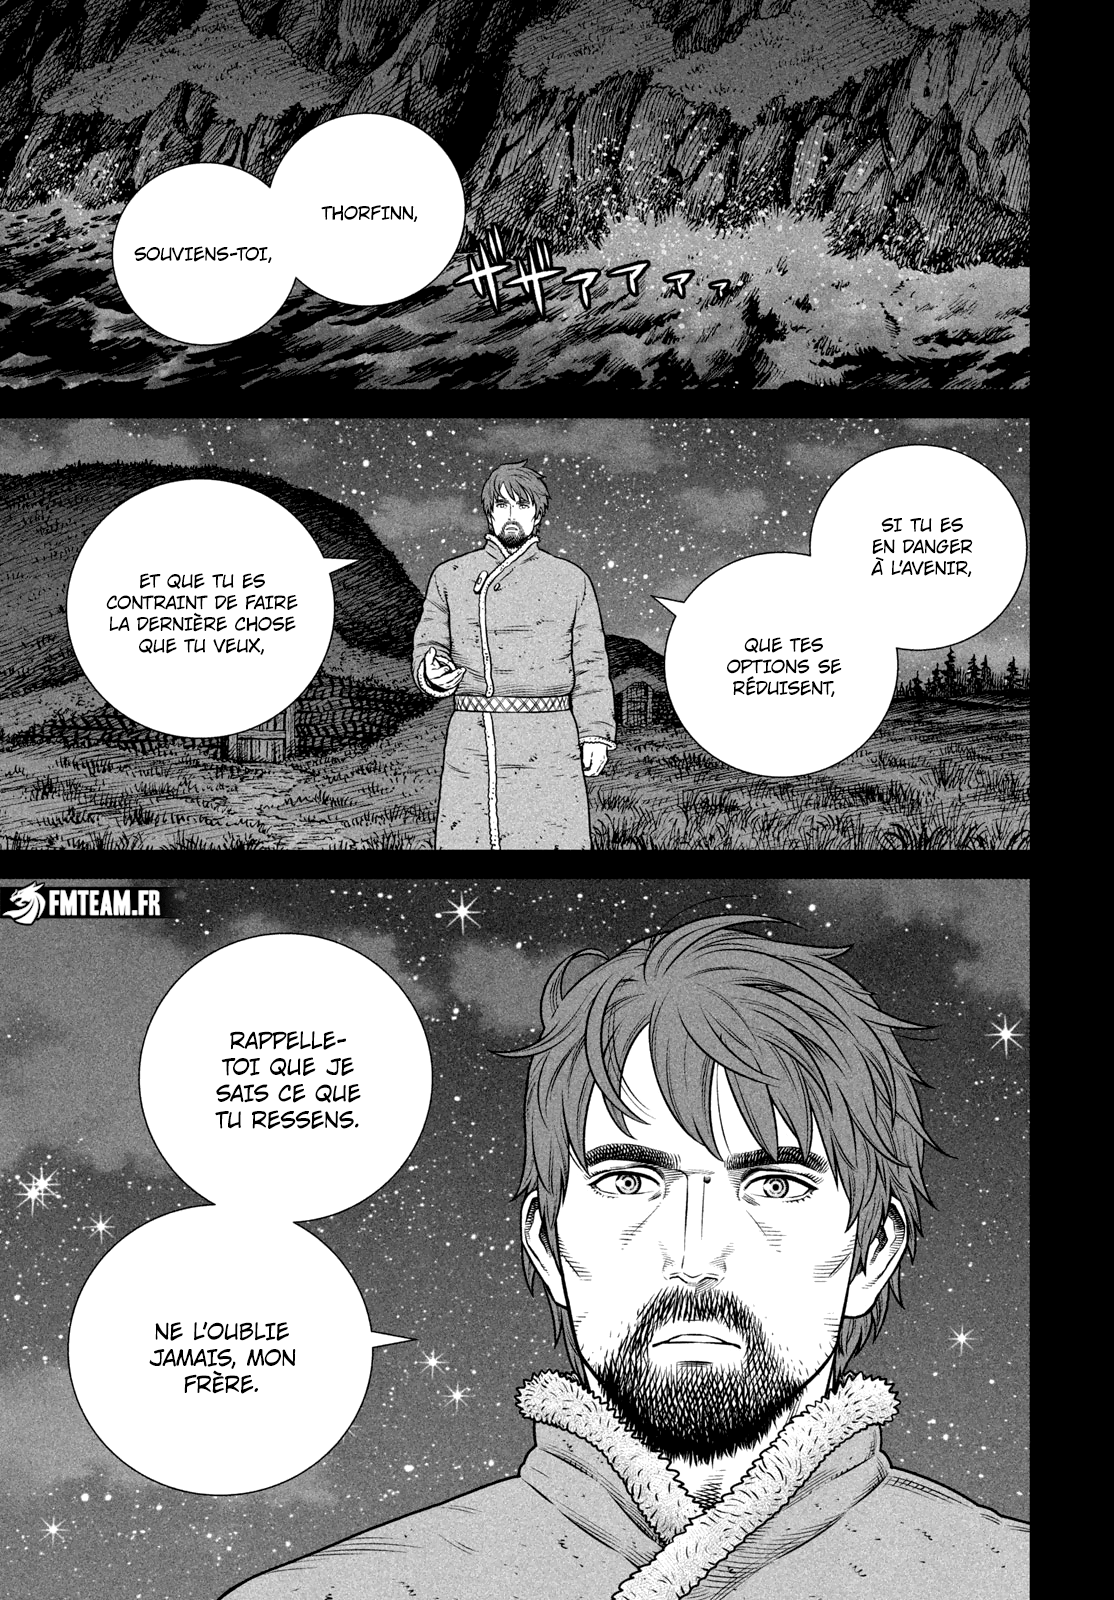 THORFINN,
SOUVIENS-TOI,
ザザァァァァァ
SI TU ES
EN DANGER
À L'AVENIR,
QUE TES
OPTIONS SE
RÉDUISENT,
ET QUE TU ES
CONTRAINT DE FAIRE
LA DERNIÈRE CHOSE
QUE TU VEUX,
FMTEAM.FR
RAPPELLE-
TOI QUE JE
SAIS CE QUE
TU RESSENS.
NE L'OUBLIE
JAMAIS, MON
FRÈRE.